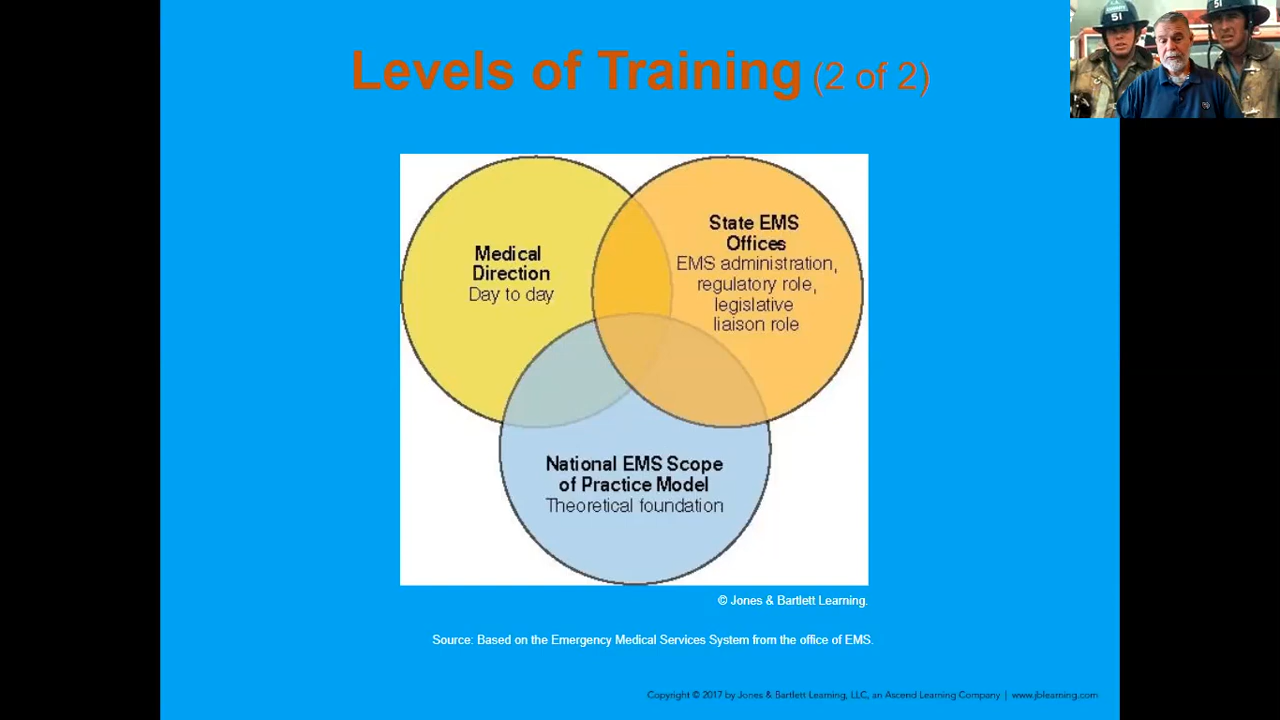 Levels of Training (2 of 2)
51
51
Medical
Direction
Day to day
State EMS
Offices
EMS administration,
regulatory role,
legislative
liaison role
National EMS Scope
of Practice Model
Theoretical foundation
© Jones & Bartlett Learning.
Source: Based on the Emergency Medical Services System from the office of EMS.
Copyright © 2017 by Jones & Bartlett Learning, LLC, an Ascend Learning Company | www.jblearning.com